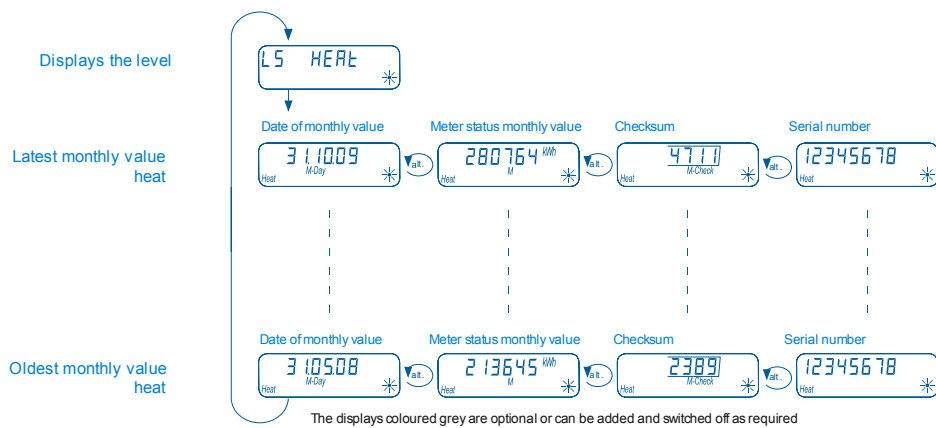 Displays the level
L5 HEAt
Date of monthly value Meter status monthly value Checksum Serial number
Latest monthly value
heat
31.10.09 M-Day Heat
alt.
280764 kWh M Heat
alt.
4711 M-Check Heat
alt.
12345678 Heat
Date of monthly value Meter status monthly value Checksum Serial number
Oldest monthly value
heat
31.05.08 M-Day Heat
alt.
213645 kWh M Heat
alt.
2389 M-Check Heat
alt.
12345678 Heat
The displays coloured grey are optional or can be added and switched off as required